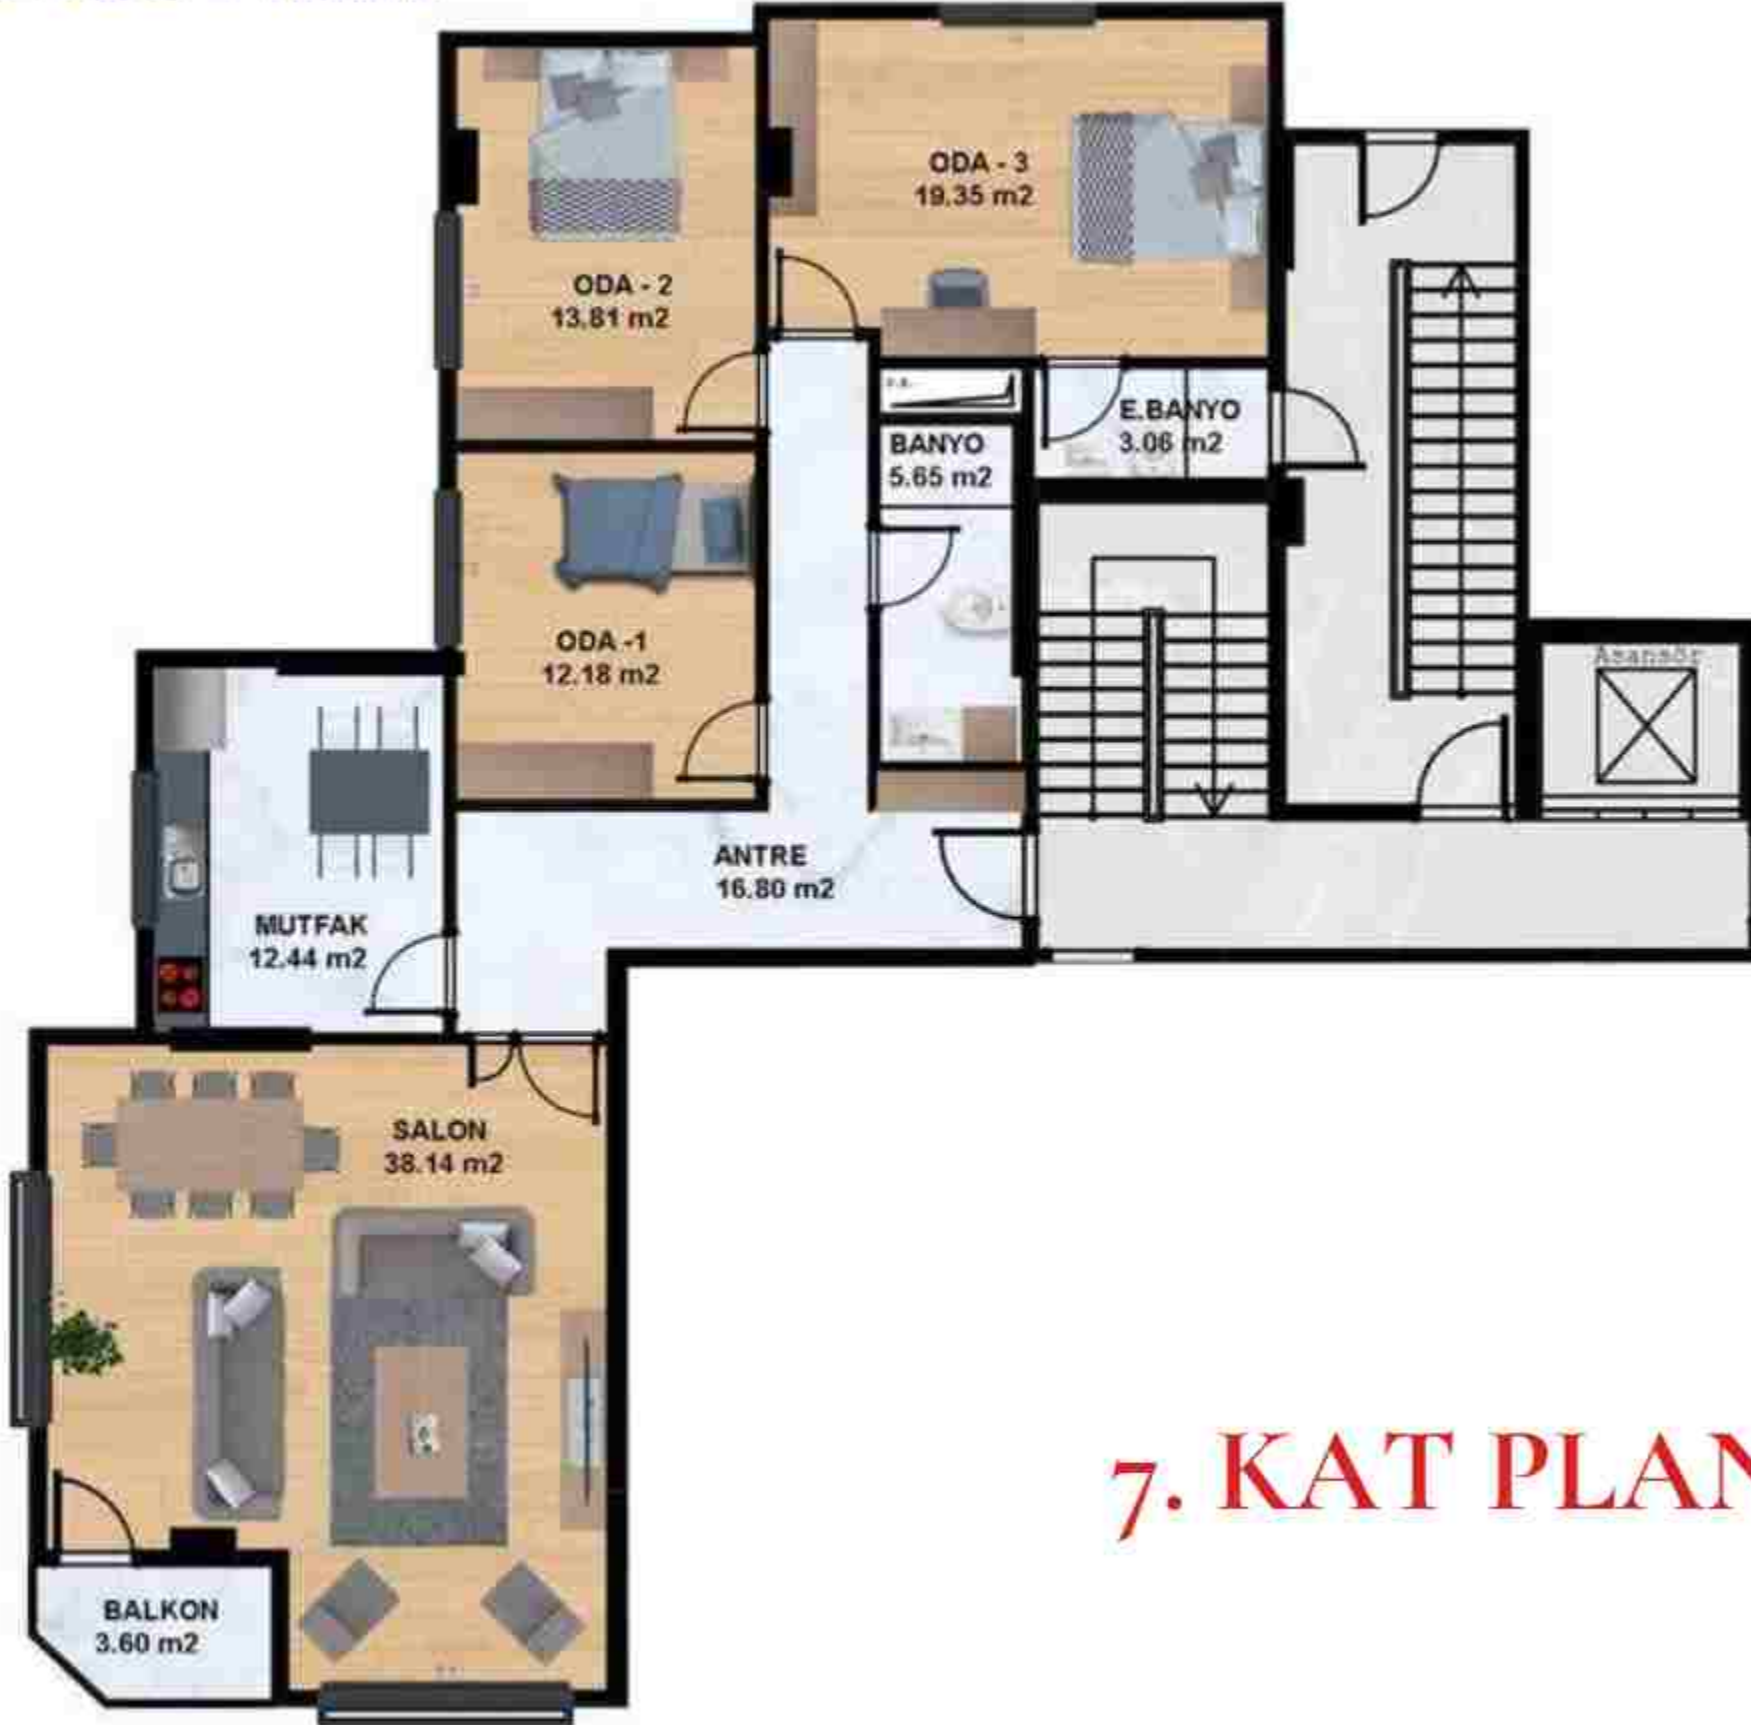 ODA - 3
19.35 m2
ODA - 2
13.81 m2
E.BANYO
3.06 m2
BANYO
5.65 m2
ODA -1
12.18 m2
Asansör
ANTRE
16.80 m2
MUTFAK
12.44 m2
SALON
38.14 m2
7. KAT PLAN
BALKON
3.60 m2